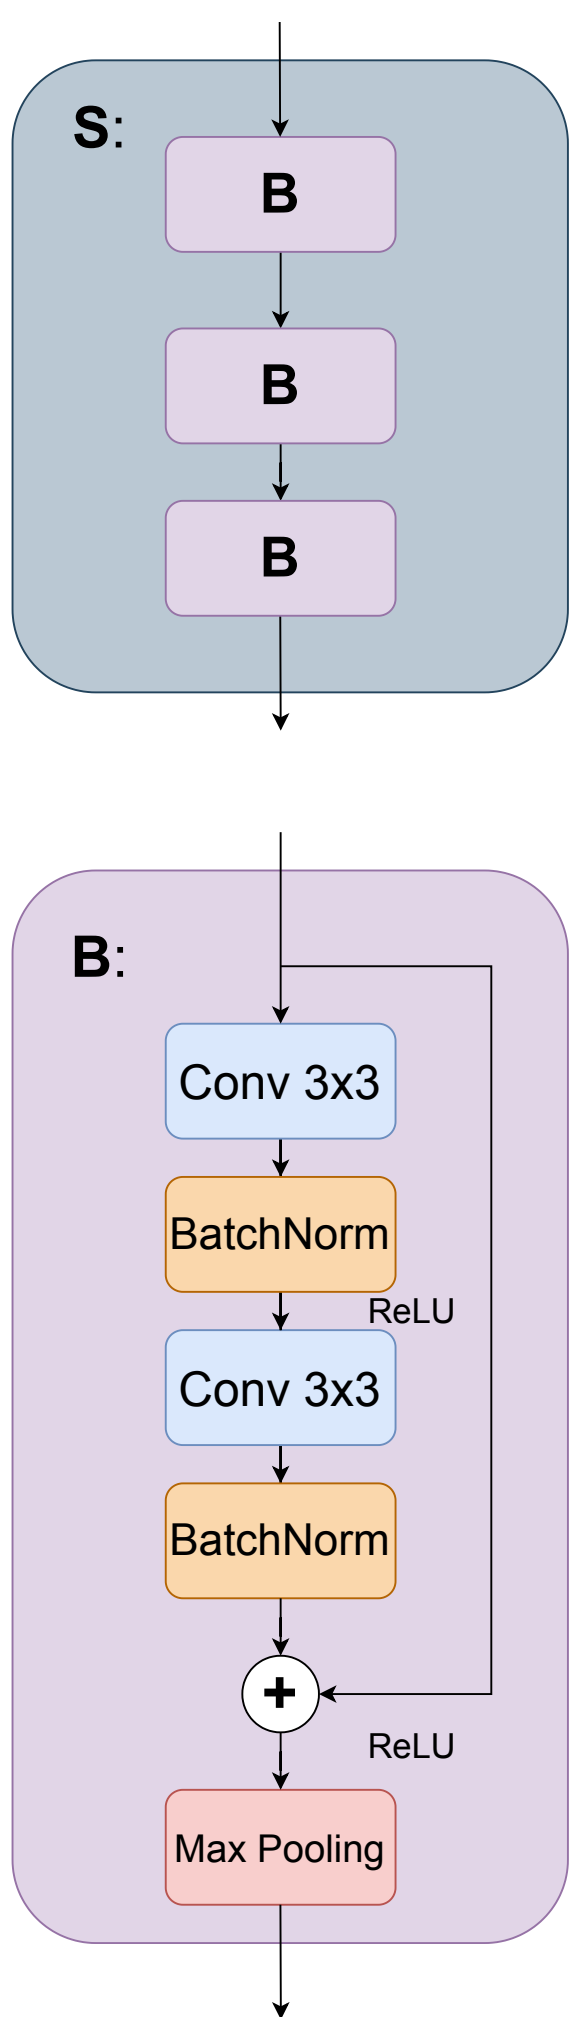 S:
B
B
B
B:
Conv 3x3
BatchNorm
ReLU
Conv 3x3
BatchNorm
+
ReLU
Max Pooling